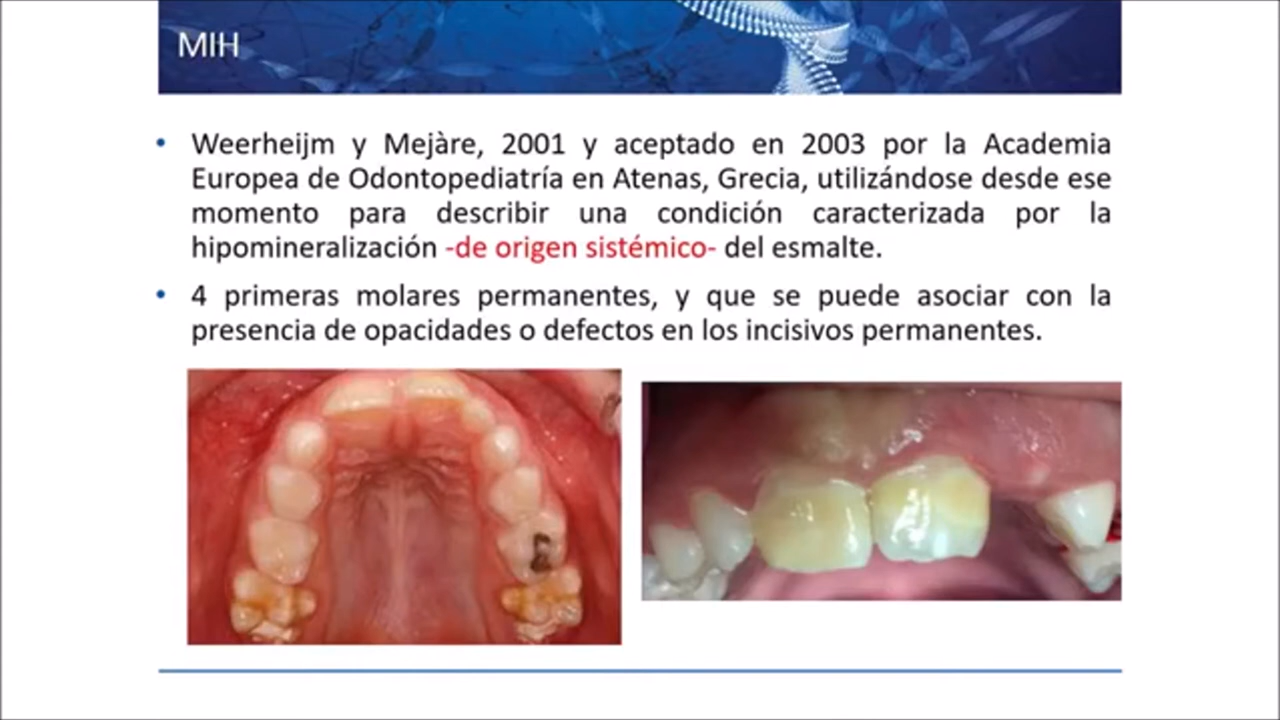 MIH
• Weerheijm y Mejàre, 2001 y aceptado en 2003 por la Academia
Europea de Odontopediatría en Atenas, Grecia, utilizándose desde ese
momento para describir una condición caracterizada por la
hipomineralización -de origen sistémico- del esmalte.
• 4 primeras molares permanentes, y que se puede asociar con la
presencia de opacidades o defectos en los incisivos permanentes.